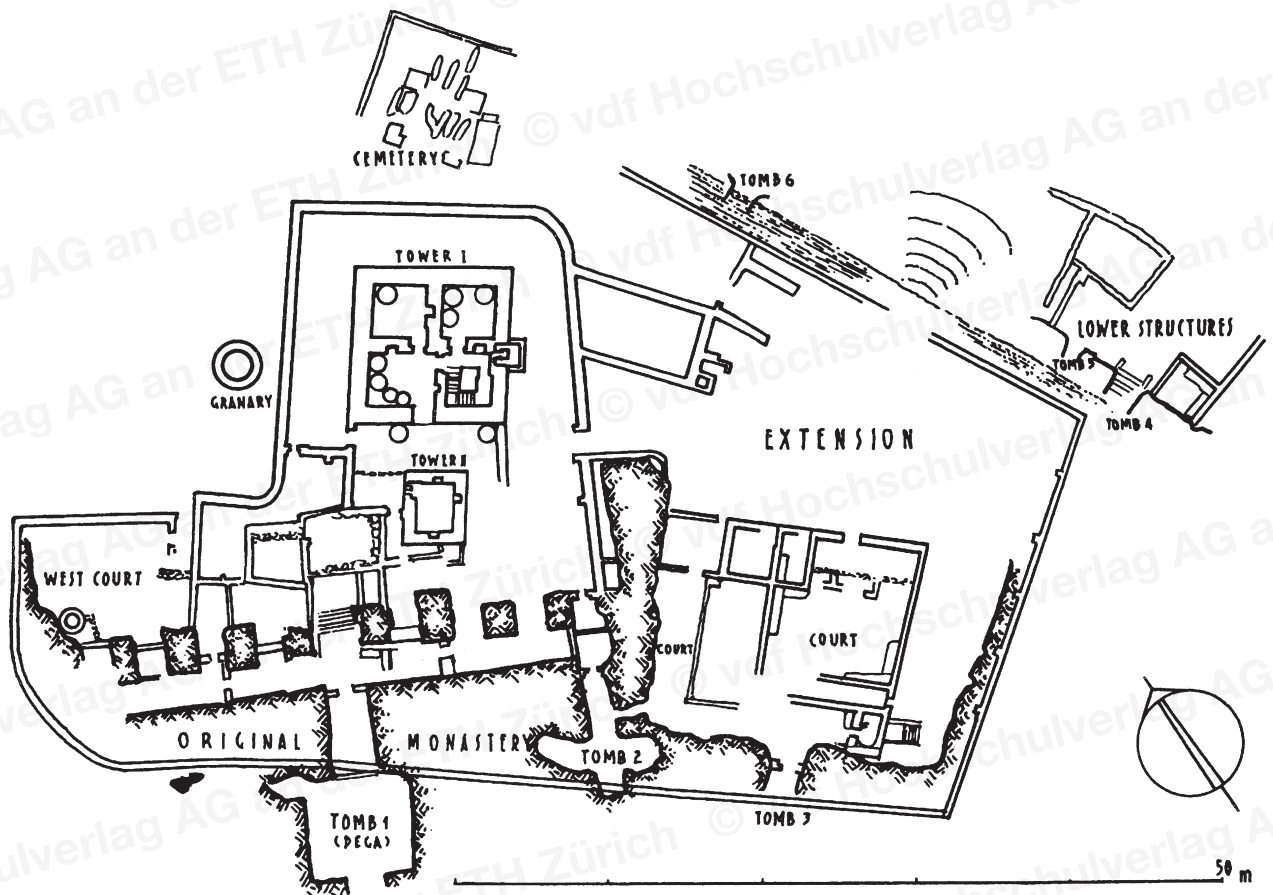 CEMETERY
TOMB 6
TOWER I
LOWER STRUCTURES
GRANARY
TOMB 5
TOMB 4
EXTENSION
TOWER II
WEST COURT
COURT
COURT
ORIGINAL MONASTERY
TOMB 2
TOMB 1
(DEGA)
TOMB 3
50 m
© vdf Hochschulverlag AG an der ETH Zürich